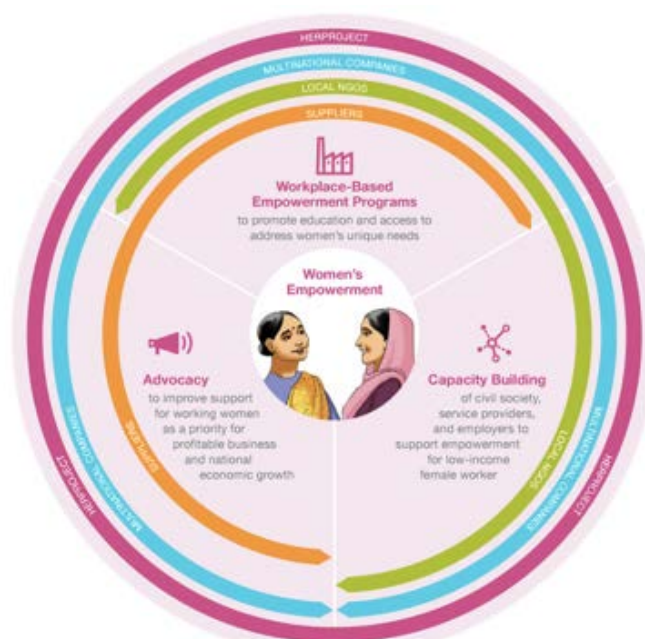 HERPROJECT
MULTINATIONAL COMPANIES
LOCAL NGOS
SUPPLIERS
Workplace-Based
Empowerment Programs
to promote education and access to
address women's unique needs
Women's
Empowerment
Advocacy
to improve support
for working women
as a priority for
profitable business
and national
economic growth
Capacity Building
of civil society,
service providers,
and employers to
support empowerment
for low-income
female worker
SUPPLIERS
MULTINATIONAL COMPANIES
HERPROJECT
LOCAL NGOS
MULTINATIONAL COMPANIES
HERPROJECT